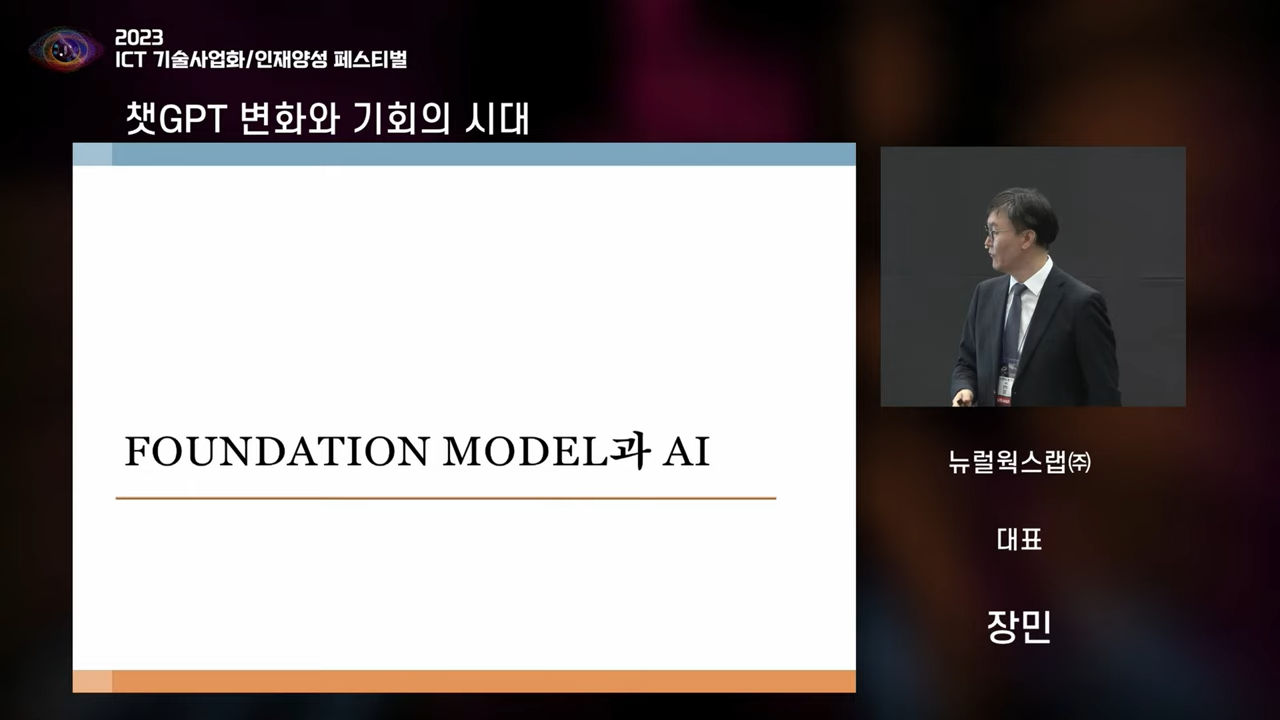 2023
ICT 기술사업화/인재양성 페스티벌
챗GPT 변화와 기회의 시대
FOUNDATION MODEL과 AI
뉴럴웍스랩㈜
대표
장민